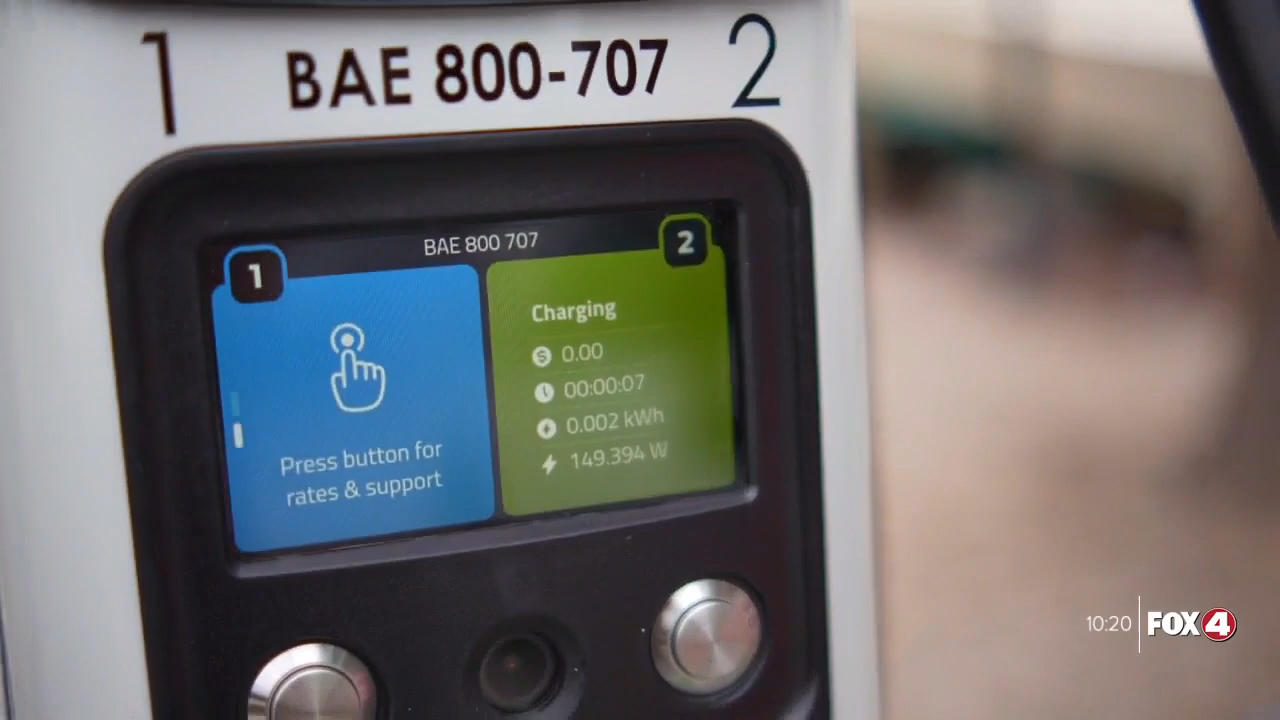 1 BAE 800-707 2
BAE 800 707
1
2
Press button for
rates & support
Charging
$ 0.00
00:00:07
0.002 kWh
149.394 W
10:20 FOX 4